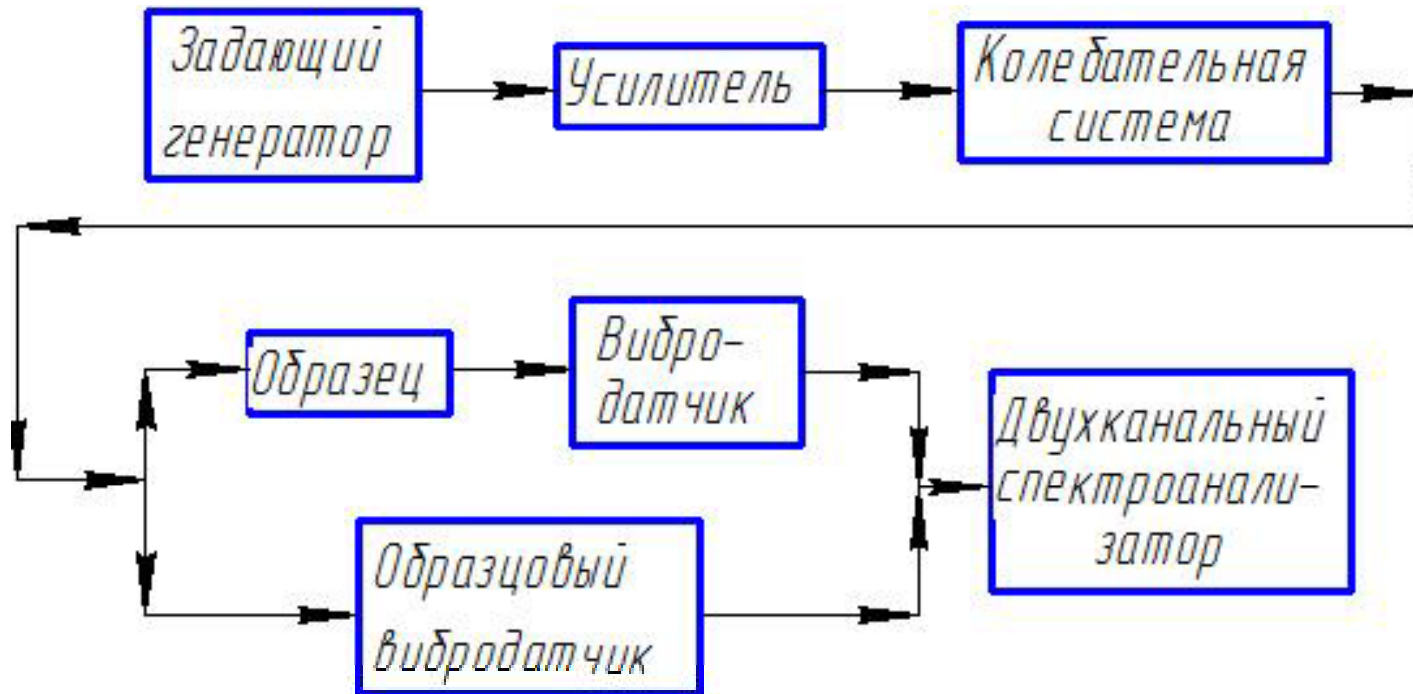 Задающий
генератор
Усилитель
Колебательная
система
Образец
Вибро-
датчик
Образцовый
вибродатчик
Двухканальный
спектроанали-
затор